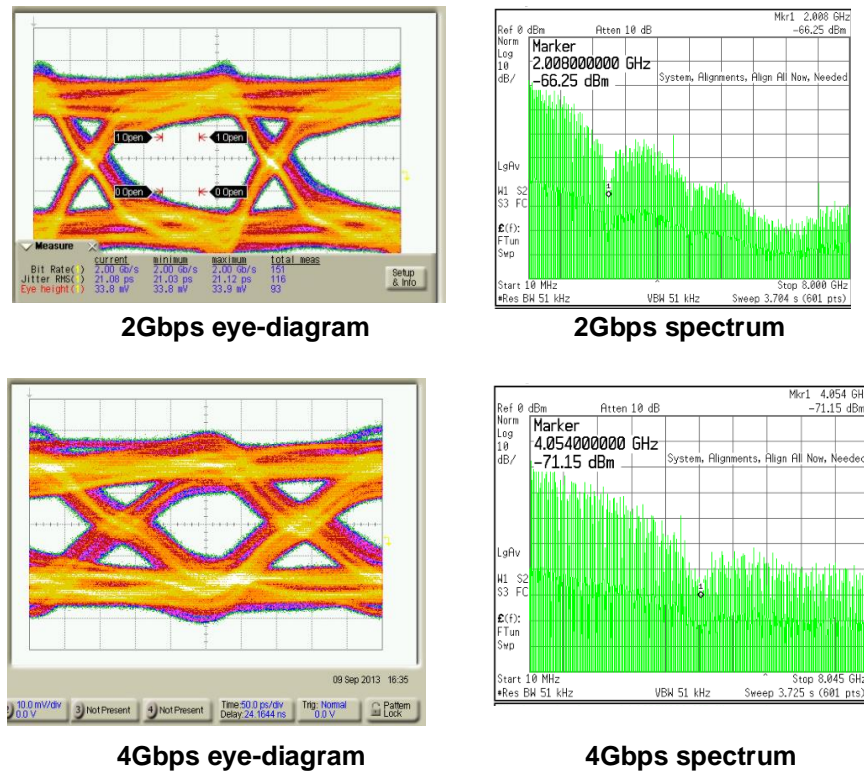 Mkr1 2.008 GHz
Ref 0 dBm Atten 10 dB -66.25 dBm
Norm
Log
10
dB/
Marker
2.008000000 GHz
-66.25 dBm
System, Alignments, Align All Now, Needed
1 Open 1 Open
0 Open 0 Open
LgAv
W1 S2
S3 FC
£(f):
FTun
Swp
1
Measure
current minimum maximum total meas
Bit Rate( ) 2.00 Gb/s 2.00 Gb/s 2.00 Gb/s 151
Jitter RMS( ) 21.08 ps 21.03 ps 21.12 ps 116
Eye height( ) 33.8 mV 33.8 mV 33.9 mV 93
Setup
& Info
Start 10 MHz Stop 8.000 GHz
#Res BW 51 kHz VBW 51 kHz Sweep 3.704 s (601 pts)
2Gbps eye-diagram 2Gbps spectrum
Mkr1 4.054 GH
Ref 0 dBm Atten 10 dB -71.15 dBm
Norm
Log
10
dB/
Marker
4.054000000 GHz
-71.15 dBm
System, Alignments, Align All Now, Needed
LgAv
W1 S2
S3 FC
£(f):
FTun
Swp
1
09 Sep 2013 16:35
10.0 mV/div
0.0 V
3) Not Present
4) Not Present
Time:50.0 ps/div
Delay:24.1644 ns
Trig: Normal
0.0 V
Pattern
Lock
Start 10 MHz Stop 8.045 GHz
#Res BW 51 kHz VBW 51 kHz Sweep 3.725 s (601 pts)
4Gbps eye-diagram 4Gbps spectrum